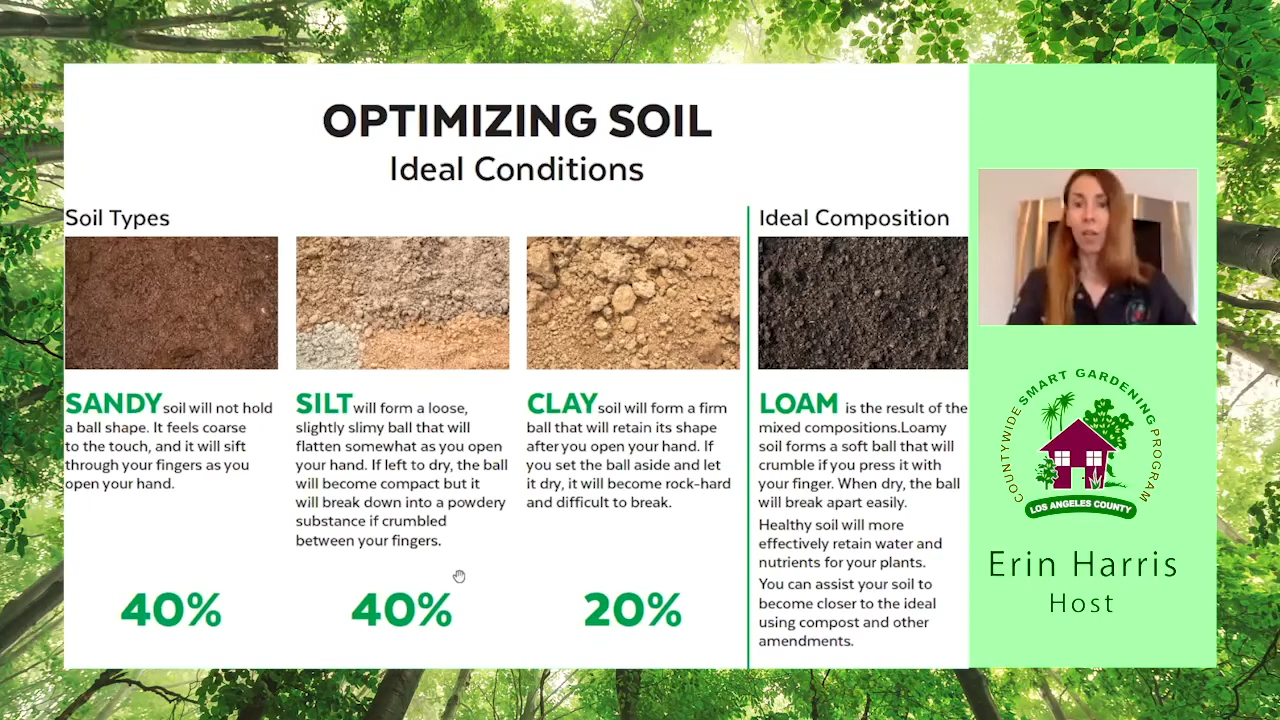 OPTIMIZING SOIL
Ideal Conditions
Soil Types
SANDY soil will not hold
a ball shape. It feels coarse
to the touch, and it will sift
through your fingers as you
open your hand.
40%
SILT will form a loose,
slightly slimy ball that will
flatten somewhat as you open
your hand. If left to dry, the ball
will become compact but it
will break down into a powdery
substance if crumbled
between your fingers.
40%
CLAY soil will form a firm
ball that will retain its shape
after you open your hand. If
you set the ball aside and let
it dry, it will become rock-hard
and difficult to break.
20%
Ideal Composition
LOAM is the result of the
mixed compositions.Loamy
soil forms a soft ball that will
crumble if you press it with
your finger. When dry, the ball
will break apart easily.
Healthy soil will more
effectively retain water and
nutrients for your plants.
You can assist your soil to
become closer to the ideal
using compost and other
amendments.
COUNTYWIDE SMART GARDENING PROGRAM
LOS ANGELES COUNTY
Erin Harris
Host